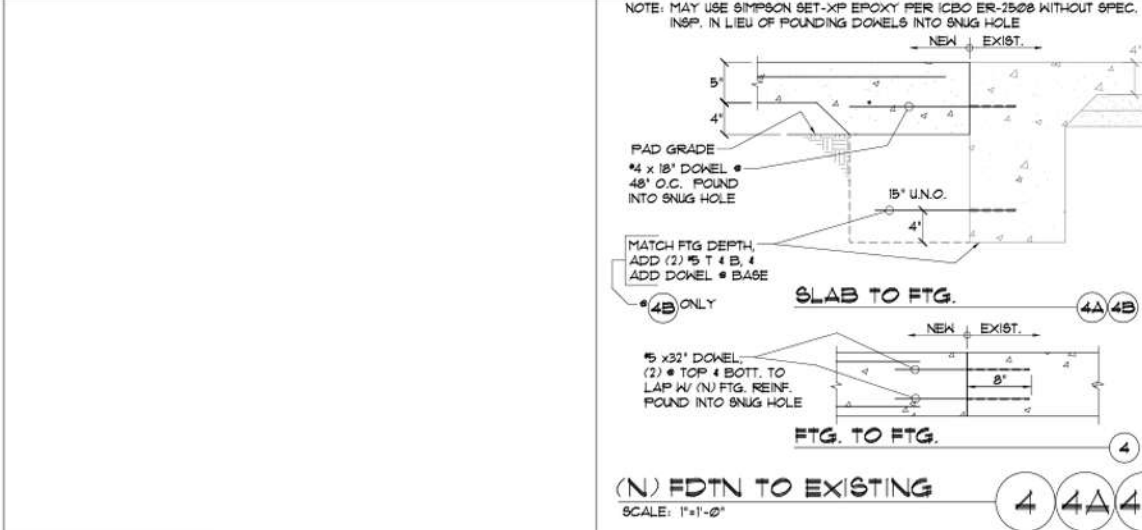 NOTE: MAY USE SIMPSON SET-XP EPOXY PER ICBO ER-2508 WITHOUT SPEC.
INSP. IN LIEU OF POUNDING DOWELS INTO SNUG HOLE
NEW EXIST.
4"
5"
4"
PAD GRADE
#4 x 18" DOWEL @
48" O.C. POUND
INTO SNUG HOLE
15" U.N.O.
4"
MATCH FTG DEPTH,
ADD (2) #5 T & B, &
ADD DOWEL @ BASE
@ 4B ONLY
SLAB TO FTG.
4A 4B
NEW EXIST.
#5 x32" DOWEL,
(2) @ TOP & BOTT. TO
LAP W/ (N) FTG. REINF.
POUND INTO SNUG HOLE
8"
FTG. TO FTG.
4
(N) FDTN TO EXISTING
SCALE: 1"=1'-0"
4 4A 4